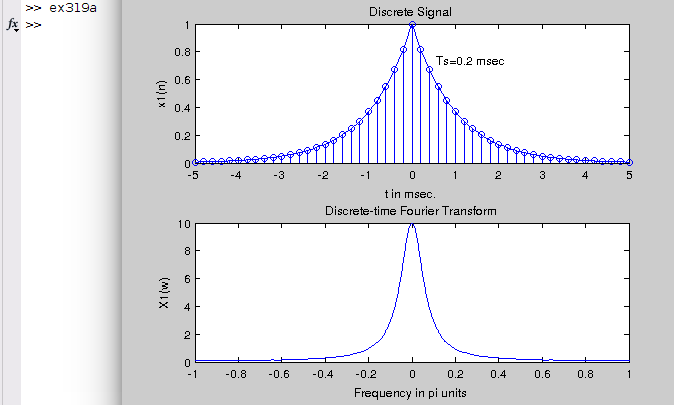 >> ex319a
fx >>
Discrete Signal
1
0.8
0.6
0.4
0.2
0
x1(n)
Ts=0.2 msec
-5 -4 -3 -2 -1 0 1 2 3 4 5
t in msec.
Discrete-time Fourier Transform
10
8
6
4
2
0
X1(w)
-1 -0.8 -0.6 -0.4 -0.2 0 0.2 0.4 0.6 0.8 1
Frequency in pi units